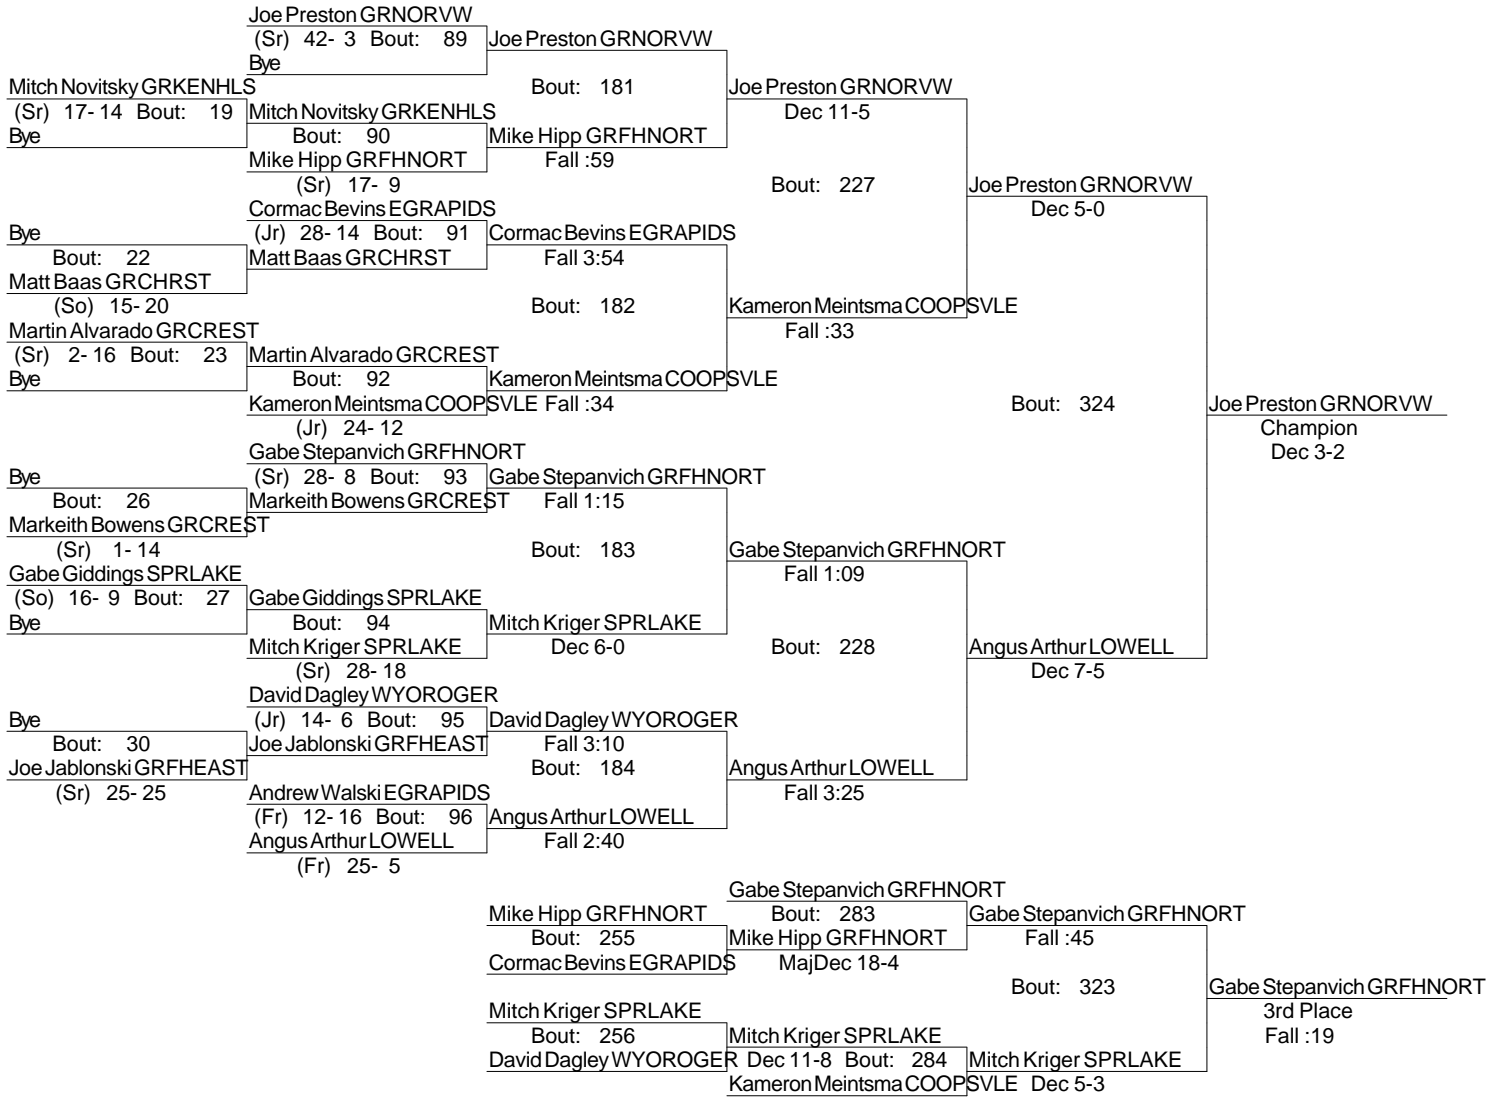 Joe Preston GRNORVW
(Sr) 42- 3 Bout: 89 Joe Preston GRNORVW
Bye
Mitch Novitsky GRKENHLS Bout: 181 Joe Preston GRNORVW
(Sr) 17- 14 Bout: 19 Mitch Novitsky GRKENHLS Dec 11-5
Bye Bout: 90 Mike Hipp GRFHNORT
Mike Hipp GRFHNORT Fall :59
(Sr) 17- 9 Bout: 227 Joe Preston GRNORVW
Cormac Bevins EGRAPIDS Dec 5-0
Bye (Jr) 28- 14 Bout: 91 Cormac Bevins EGRAPIDS
Bout: 22 Matt Baas GRCHRST Fall 3:54
Matt Baas GRCHRST
(So) 15- 20 Bout: 182 Kameron Meintsma COOPSVLE
Martin Alvarado GRCREST Fall :33
(Sr) 2- 16 Bout: 23 Martin Alvarado GRCREST
Bye Bout: 92 Kameron Meintsma COOPSVLE
Kameron Meintsma COOPSVLE Fall :34 Bout: 324 Joe Preston GRNORVW
(Jr) 24- 12 Champion
Gabe Stepanvich GRFHNORT Dec 3-2
Bye (Sr) 28- 8 Bout: 93 Gabe Stepanvich GRFHNORT
Bout: 26 Markeith Bowens GRCREST Fall 1:15
Markeith Bowens GRCREST
(Sr) 1- 14 Bout: 183 Gabe Stepanvich GRFHNORT
Gabe Giddings SPRLAKE Fall 1:09
(So) 16- 9 Bout: 27 Gabe Giddings SPRLAKE
Bye Bout: 94 Mitch Kriger SPRLAKE
Mitch Kriger SPRLAKE Dec 6-0 Bout: 228 Angus Arthur LOWELL
(Sr) 28- 18 Dec 7-5
David Dagley WYOROGER
Bye (Jr) 14- 6 Bout: 95 David Dagley WYOROGER
Bout: 30 Joe Jablonski GRFHEAST Fall 3:10
Joe Jablonski GRFHEAST Bout: 184 Angus Arthur LOWELL
(Sr) 25- 25 Andrew Walski EGRAPIDS Fall 3:25
(Fr) 12- 16 Bout: 96 Angus Arthur LOWELL
Angus Arthur LOWELL Fall 2:40
(Fr) 25- 5
Gabe Stepanvich GRFHNORT
Mike Hipp GRFHNORT Bout: 283 Gabe Stepanvich GRFHNORT
Bout: 255 Mike Hipp GRFHNORT Fall :45
Cormac Bevins EGRAPIDS MajDec 18-4
Bout: 323 Gabe Stepanvich GRFHNORT
Mitch Kriger SPRLAKE 3rd Place
Bout: 256 Mitch Kriger SPRLAKE Fall :19
David Dagley WYOROGER Dec 11-8 Bout: 284 Mitch Kriger SPRLAKE
Kameron Meintsma COOPSVLE Dec 5-3